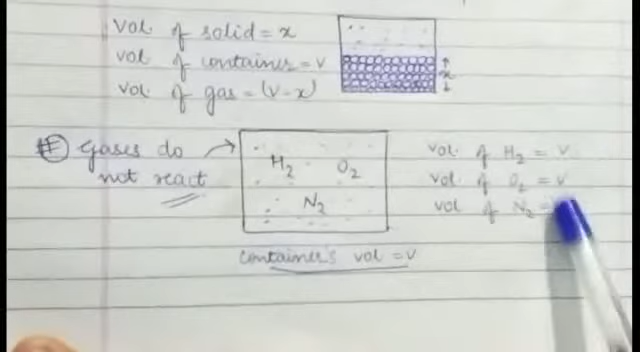 Vol. of solid = x
vol of container = v
vol of gas = (v-x)
x
E Gases do
not react
H2 O2
N2
container's vol = v
vol. of H2 = v
vol. of O2 = v
vol of N2 =